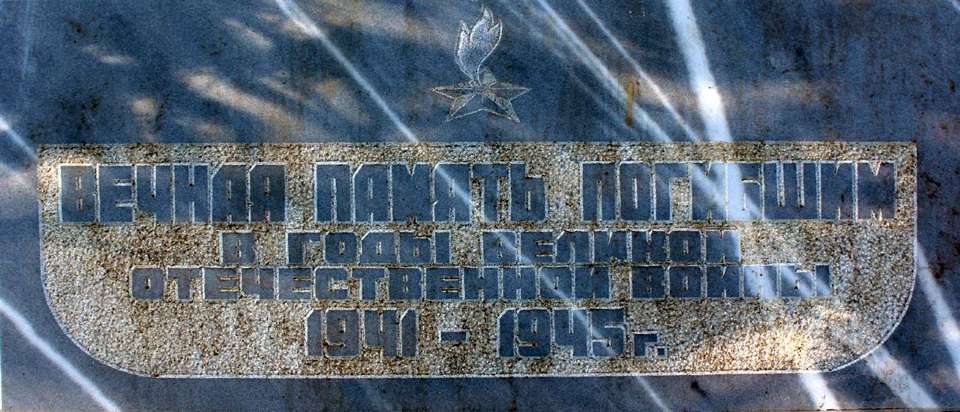 ВЕЧНАЯ ПАМЯТЬ ПОГИБШИМ
В ГОДЫ ВЕЛИКОЙ
ОТЕЧЕСТВЕННОЙ ВОЙНЫ
1941 - 1945 г.